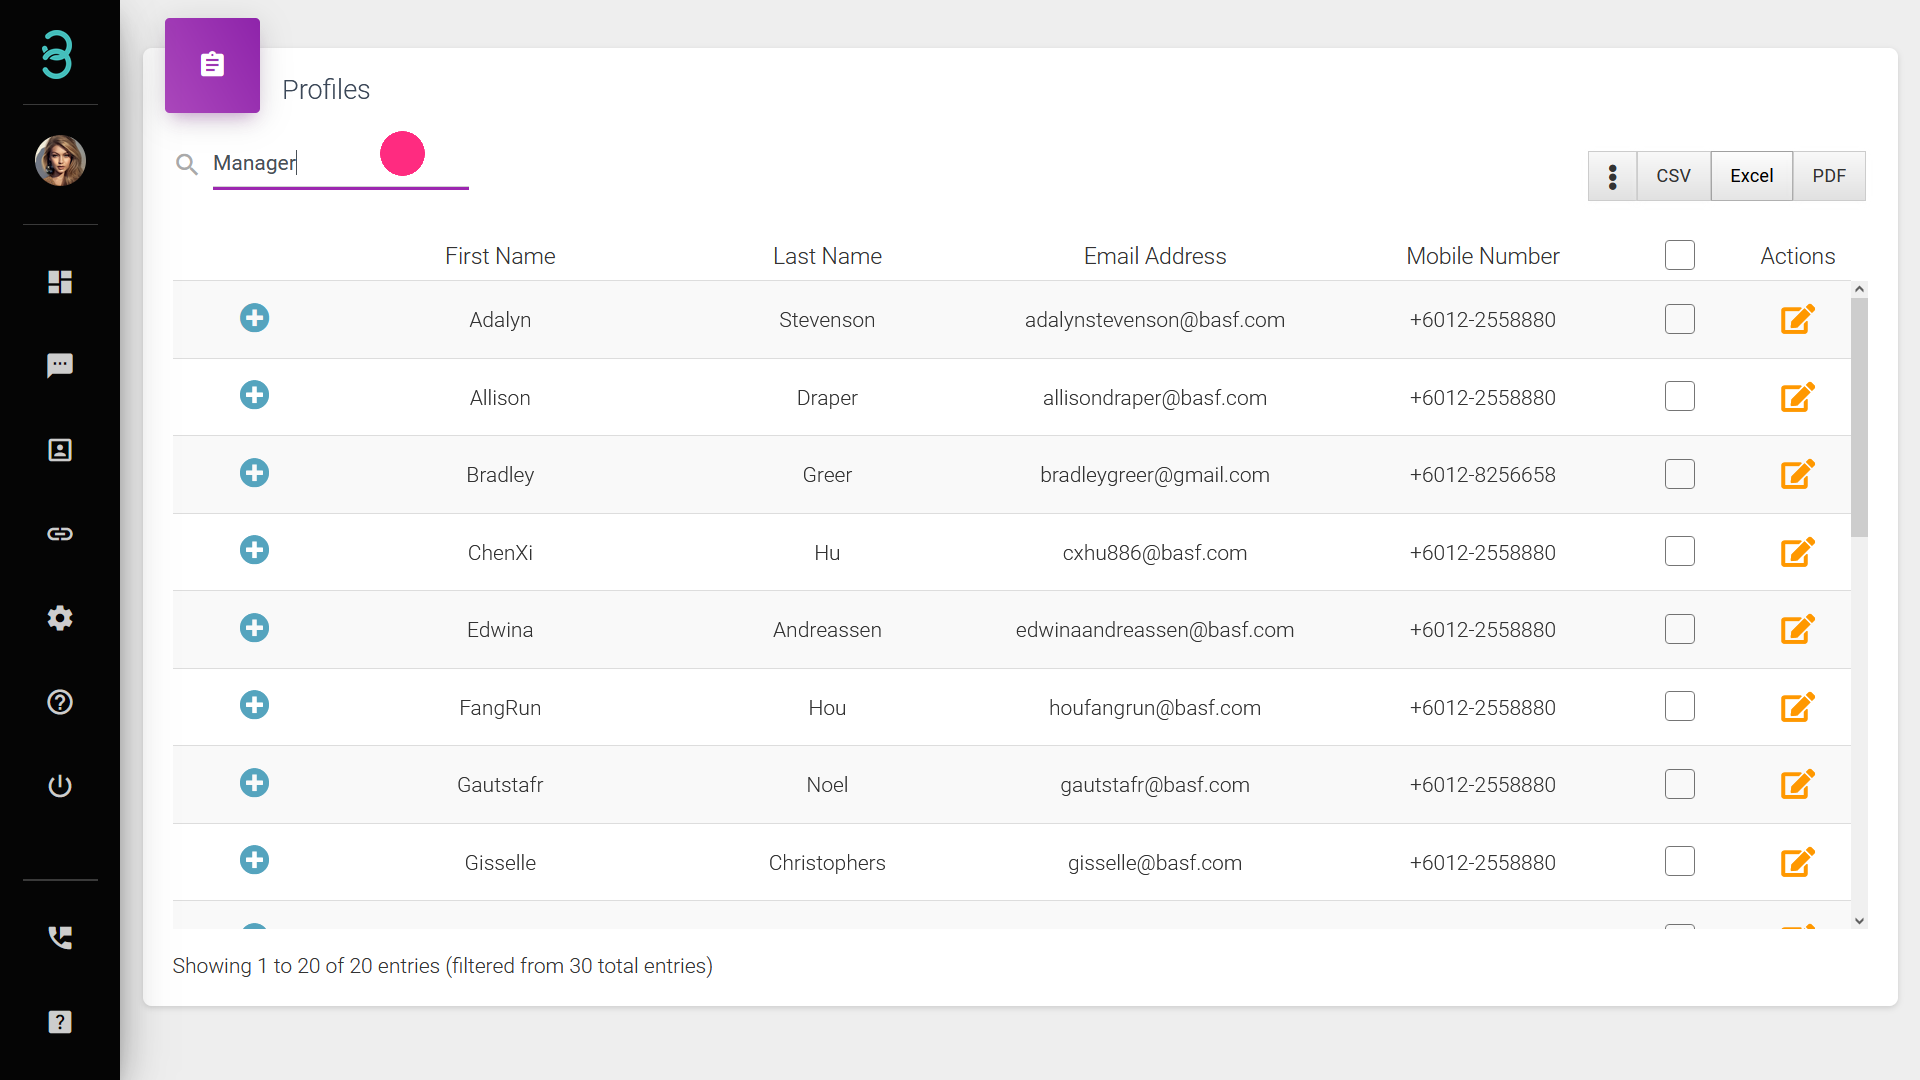 Profiles
Manager
CSV Excel PDF
First Name Last Name Email Address Mobile Number Actions
Adalyn Stevenson adalynstevenson@basf.com +6012-2558880
Allison Draper allisondraper@basf.com +6012-2558880
Bradley Greer bradleygreer@gmail.com +6012-8256658
ChenXi Hu cxhu886@basf.com +6012-2558880
Edwina Andreassen edwinaandreassen@basf.com +6012-2558880
FangRun Hou houfangrun@basf.com +6012-2558880
Gautstafr Noel gautstafr@basf.com +6012-2558880
Gisselle Christophers gisselle@basf.com +6012-2558880
Showing 1 to 20 of 20 entries (filtered from 30 total entries)